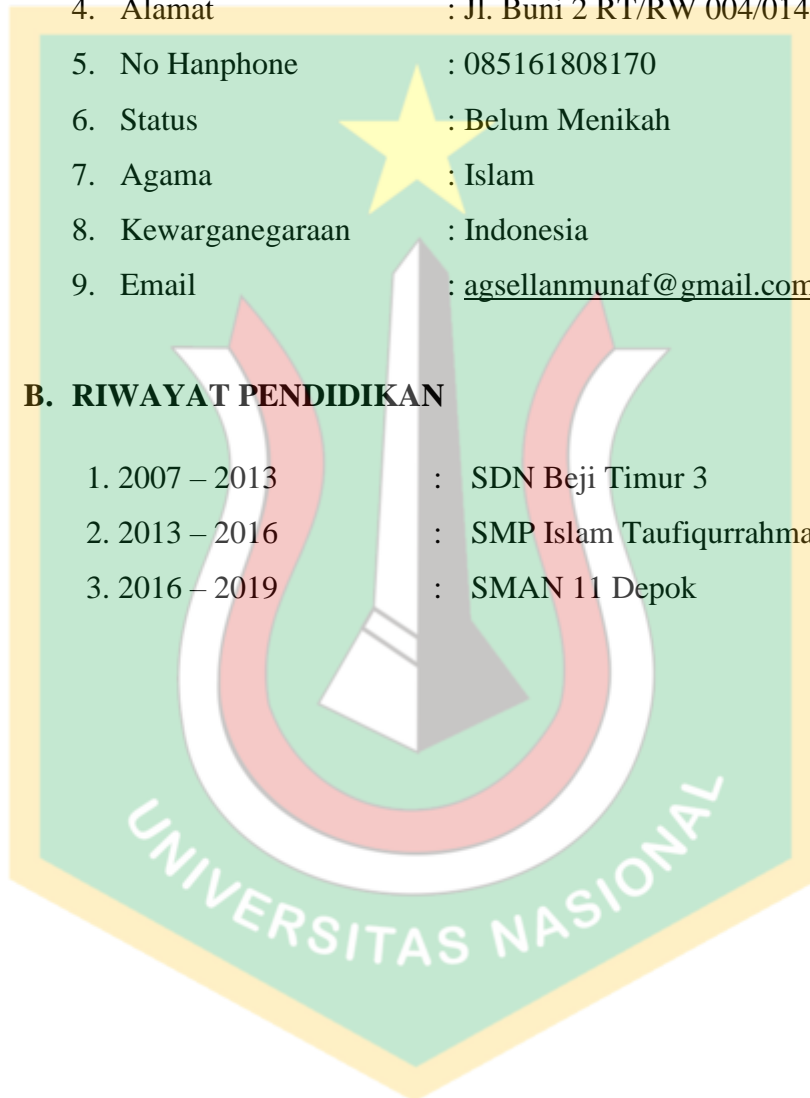 4. Alamat : Jl. Buni 2 RT/RW 004/014
5. No Hanphone : 085161808170
6. Status : Belum Menikah
7. Agama : Islam
8. Kewarganegaraan : Indonesia
9. Email : agsellanmunaf@gmail.com
B. RIWAYAT PENDIDIKAN
1. 2007 – 2013 : SDN Beji Timur 3
2. 2013 – 2016 : SMP Islam Taufiqurrahma
3. 2016 – 2019 : SMAN 11 Depok
UNIVERSITAS NASIONAL